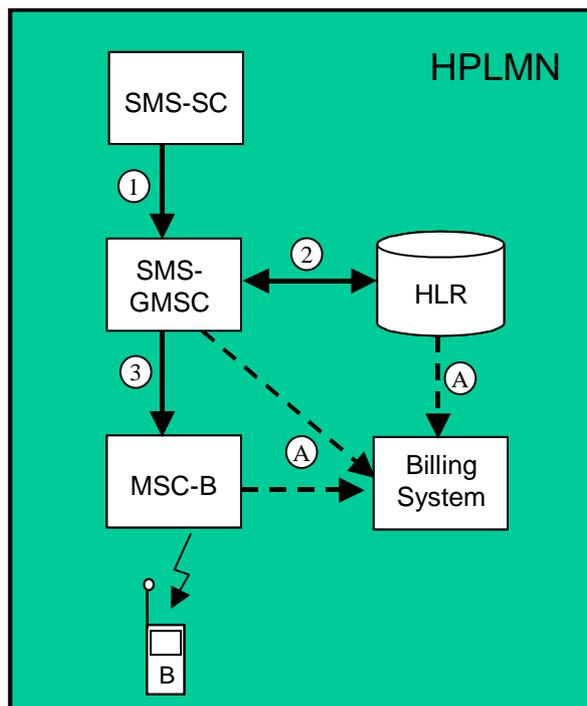 HPLMN
SMS-SC
1
SMS-
GMSC
2
HLR
3
A
A
MSC-B
Billing
System
B